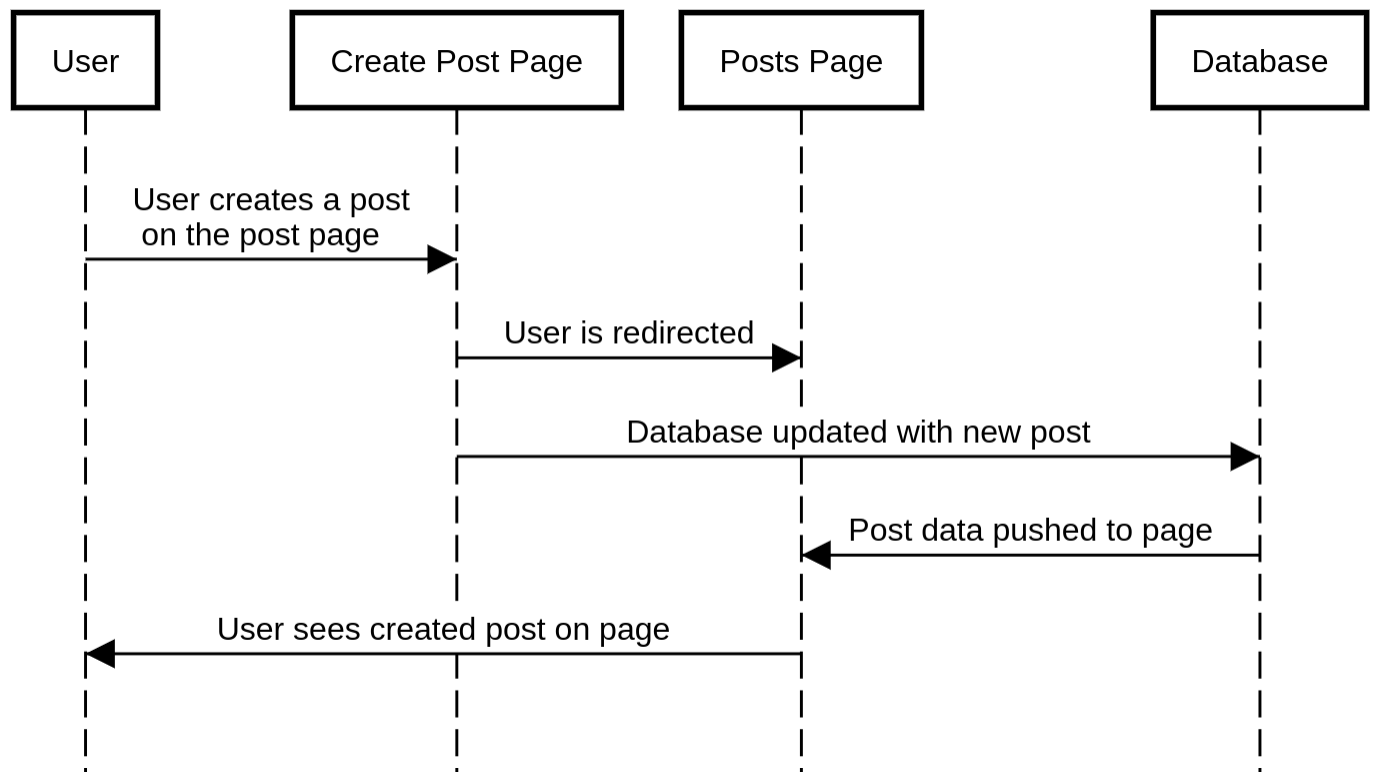 User
Create Post Page
Posts Page
Database
User creates a post
on the post page
User is redirected
Database updated with new post
Post data pushed to page
User sees created post on page